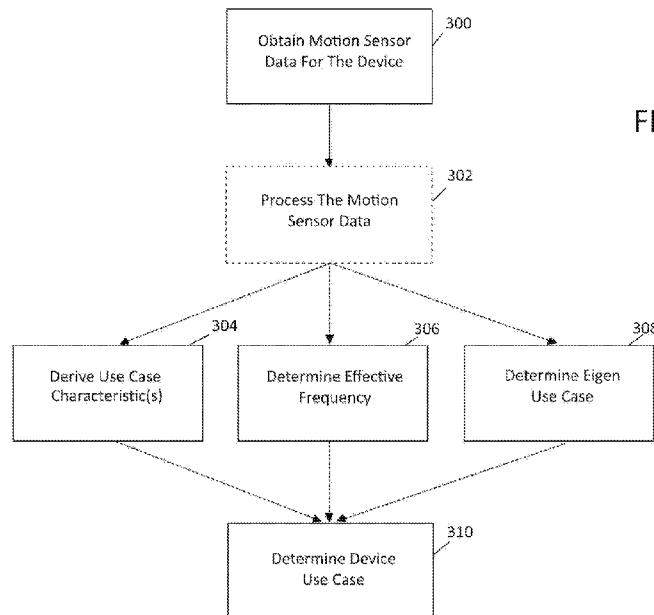 300
Obtain Motion Sensor
Data For The Device
302
Process The Motion
Sensor Data
304
Derive Use Case
Characteristic(s)
306
Determine Effective
Frequency
308
Determine Eigen
Use Case
310
Determine Device
Use Case